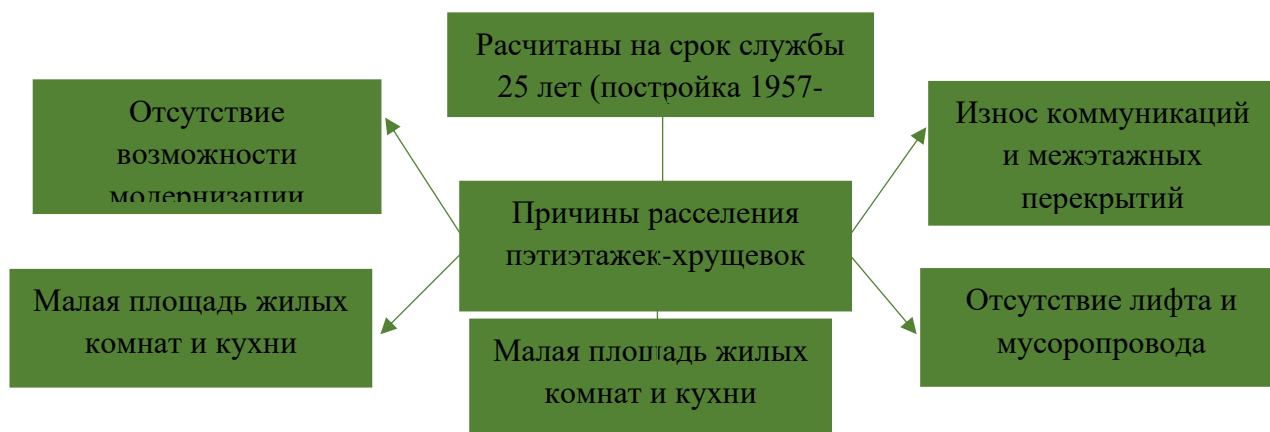 Расчитаны на срок службы
25 лет (постройка 1957-
Отсутствие
возможности
модернизации
Износ коммуникаций
и межэтажных
перекрытий
Причины расселения
пэтиэтажек-хрущевок
Малая площадь жилых
комнат и кухни
Отсутствие лифта и
мусоропровода
Малая площадь жилых
комнат и кухни